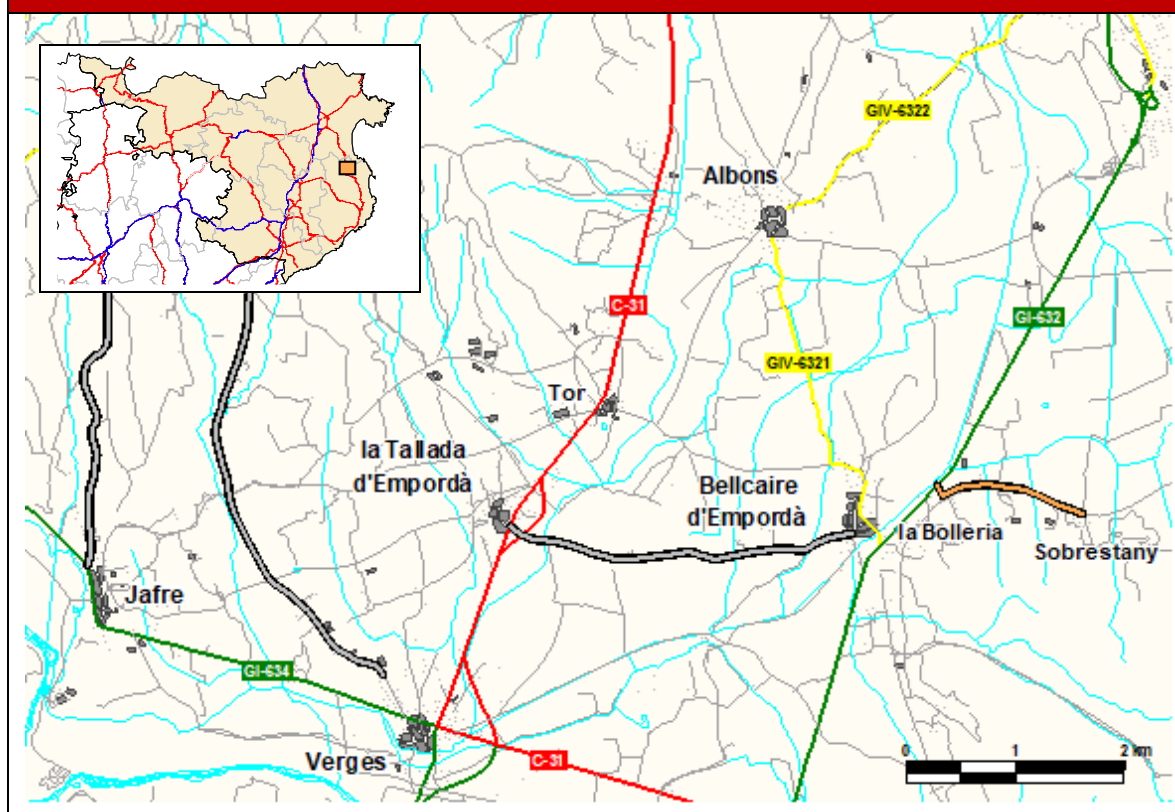 GIV-6322
Albons
C-31
GI-632
GIV-6321
Tor
la Tallada
d'Empordà
Bellcaire
d'Empordà
la Bolleria
Sobrestany
Jafre
GI-634
Verges
C-31
0 1 2 km